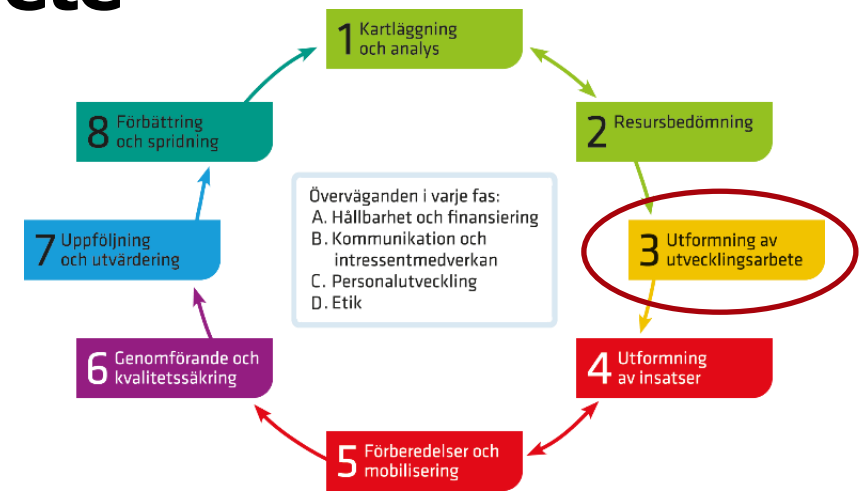 1 Kartläggning
och analys
2 Resursbedömning
3 Utformning av
utvecklingsarbete
4 Utformning
av insatser
5 Förberedelser och
mobilisering
6 Genomförande och
kvalitetssäkring
7 Uppföljning
och utvärdering
8 Förbättring
och spridning
Överväganden i varje fas:
A. Hållbarhet och finansiering
B. Kommunikation och
intressentmedverkan
C. Personalutveckling
D. Etik